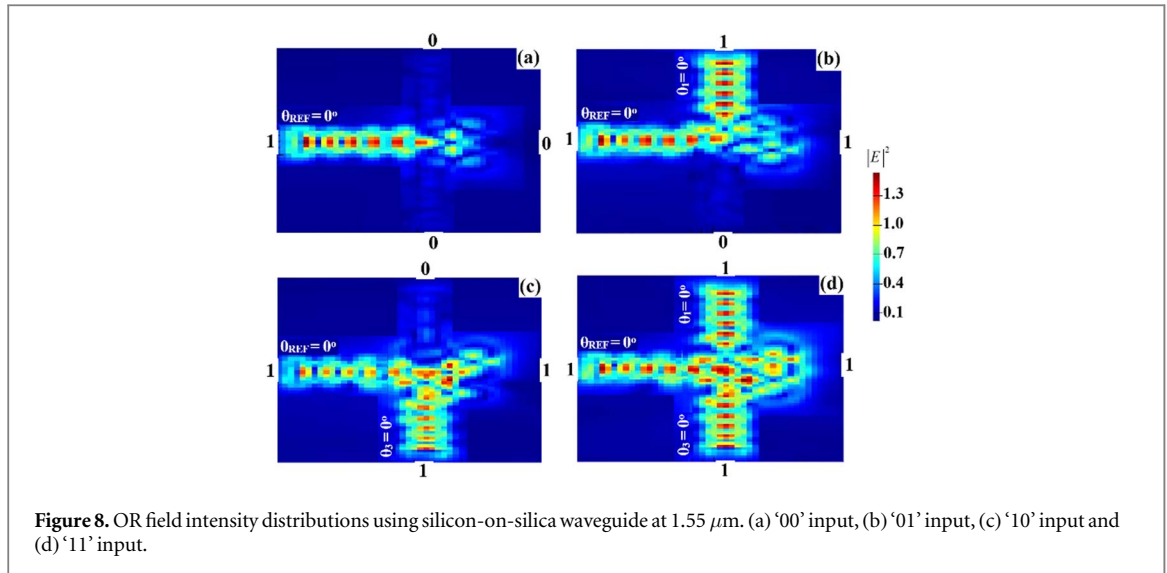 0
(a)
θREF = 0°
1
0
0
1
(b)
θ1 = 0°
θREF = 0°
1
1
0
|E|²
1.3
1.0
0.7
0.4
0.1
0
(c)
θREF = 0°
1
1
θ3 = 0°
1
1
(d)
θ1 = 0°
θREF = 0°
1
1
θ3 = 0°
1
Figure 8. OR field intensity distributions using silicon-on-silica waveguide at 1.55 μm. (a) ‘00’ input, (b) ‘01’ input, (c) ‘10’ input and
(d) ‘11’ input.